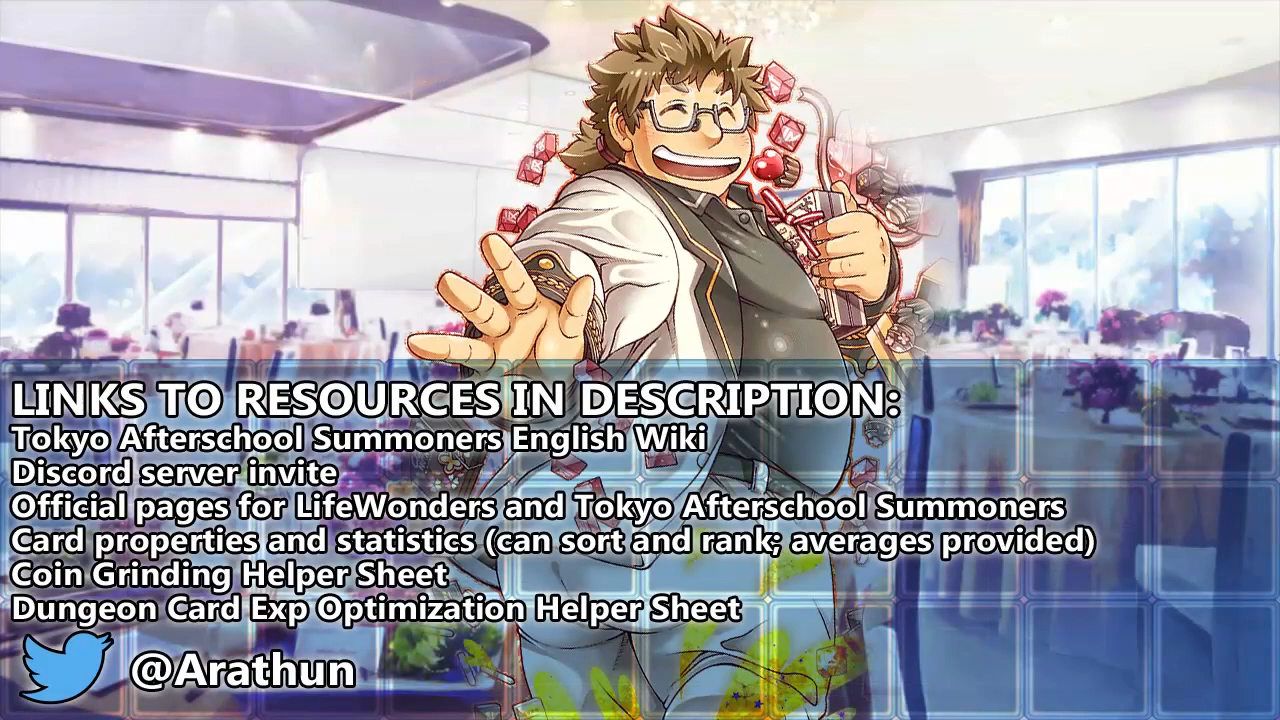 LINKS TO RESOURCES IN DESCRIPTION:
Tokyo Afterschool Summoners English Wiki
Discord server invite
Official pages for LifeWonders and Tokyo Afterschool Summoners
Card properties and statistics (can sort and rank; averages provided)
Coin Grinding Helper Sheet
Dungeon Card Exp Optimization Helper Sheet
@Arathun